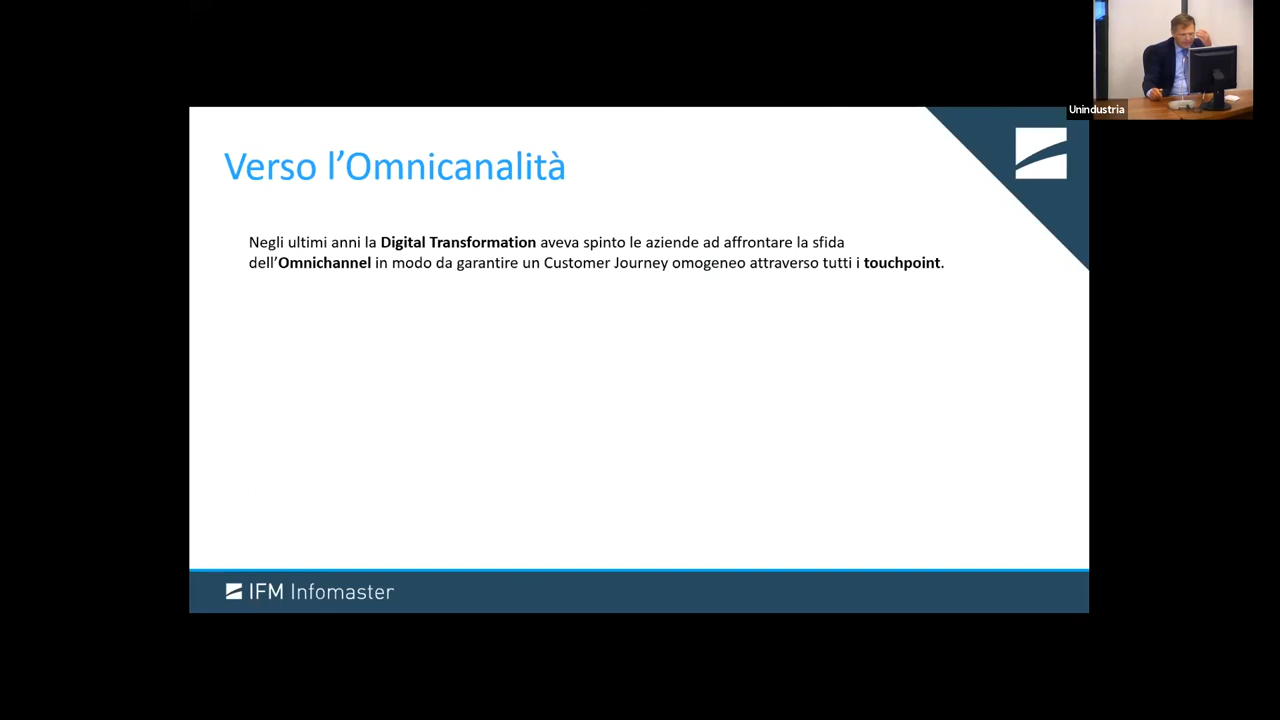 Unindustria
Verso l’Omnicanalità
Negli ultimi anni la Digital Transformation aveva spinto le aziende ad affrontare la sfida
dell’Omnichannel in modo da garantire un Customer Journey omogeneo attraverso tutti i touchpoint.
IFM Infomaster